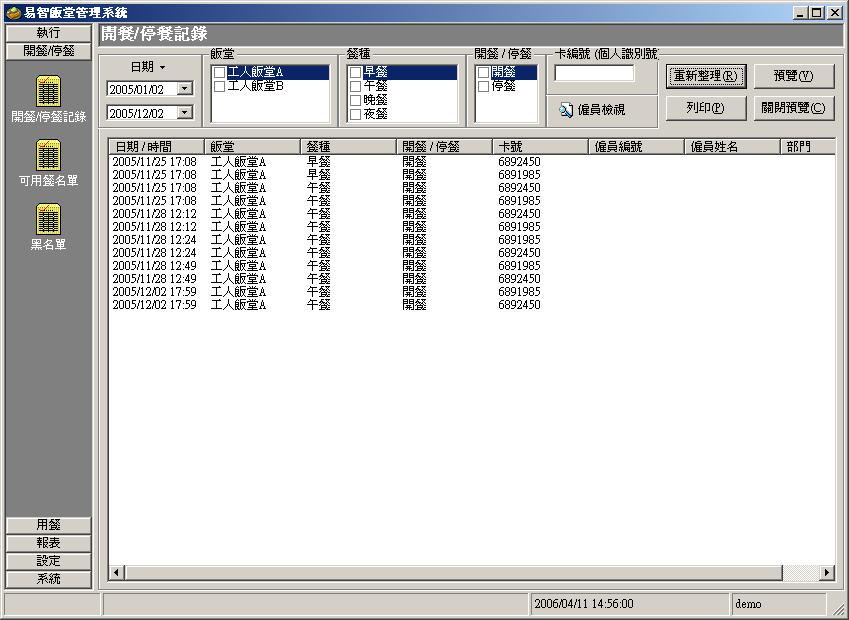 易智飯堂管理系統
執行
開餐/停餐
開餐/停餐記錄
可用餐名單
黑名單
用餐
報表
設定
系統
開餐/停餐記錄
日期
2005/01/02
2005/12/02
飯堂
工人飯堂A
工人飯堂B
餐種
早餐
午餐
晚餐
夜餐
開餐 / 停餐
開餐
停餐
卡編號 (個人識別號
僱員檢視
重新整理(R) 預覽(V)
列印(P) 關閉預覽(C)
日期 / 時間 飯堂 餐種 開餐 / 停餐 卡號 僱員編號 僱員姓名 部門
2005/11/25 17:08 工人飯堂A 早餐 開餐 6892450
2005/11/25 17:08 工人飯堂A 早餐 開餐 6891985
2005/11/25 17:08 工人飯堂A 午餐 開餐 6892450
2005/11/25 17:08 工人飯堂A 午餐 開餐 6891985
2005/11/28 12:12 工人飯堂A 午餐 開餐 6892450
2005/11/28 12:12 工人飯堂A 午餐 開餐 6891985
2005/11/28 12:24 工人飯堂A 午餐 開餐 6891985
2005/11/28 12:24 工人飯堂A 午餐 開餐 6892450
2005/11/28 12:49 工人飯堂A 午餐 開餐 6891985
2005/11/28 12:49 工人飯堂A 午餐 開餐 6892450
2005/12/02 17:59 工人飯堂A 午餐 開餐 6891985
2005/12/02 17:59 工人飯堂A 午餐 開餐 6892450
2006/04/11 14:56:00 demo